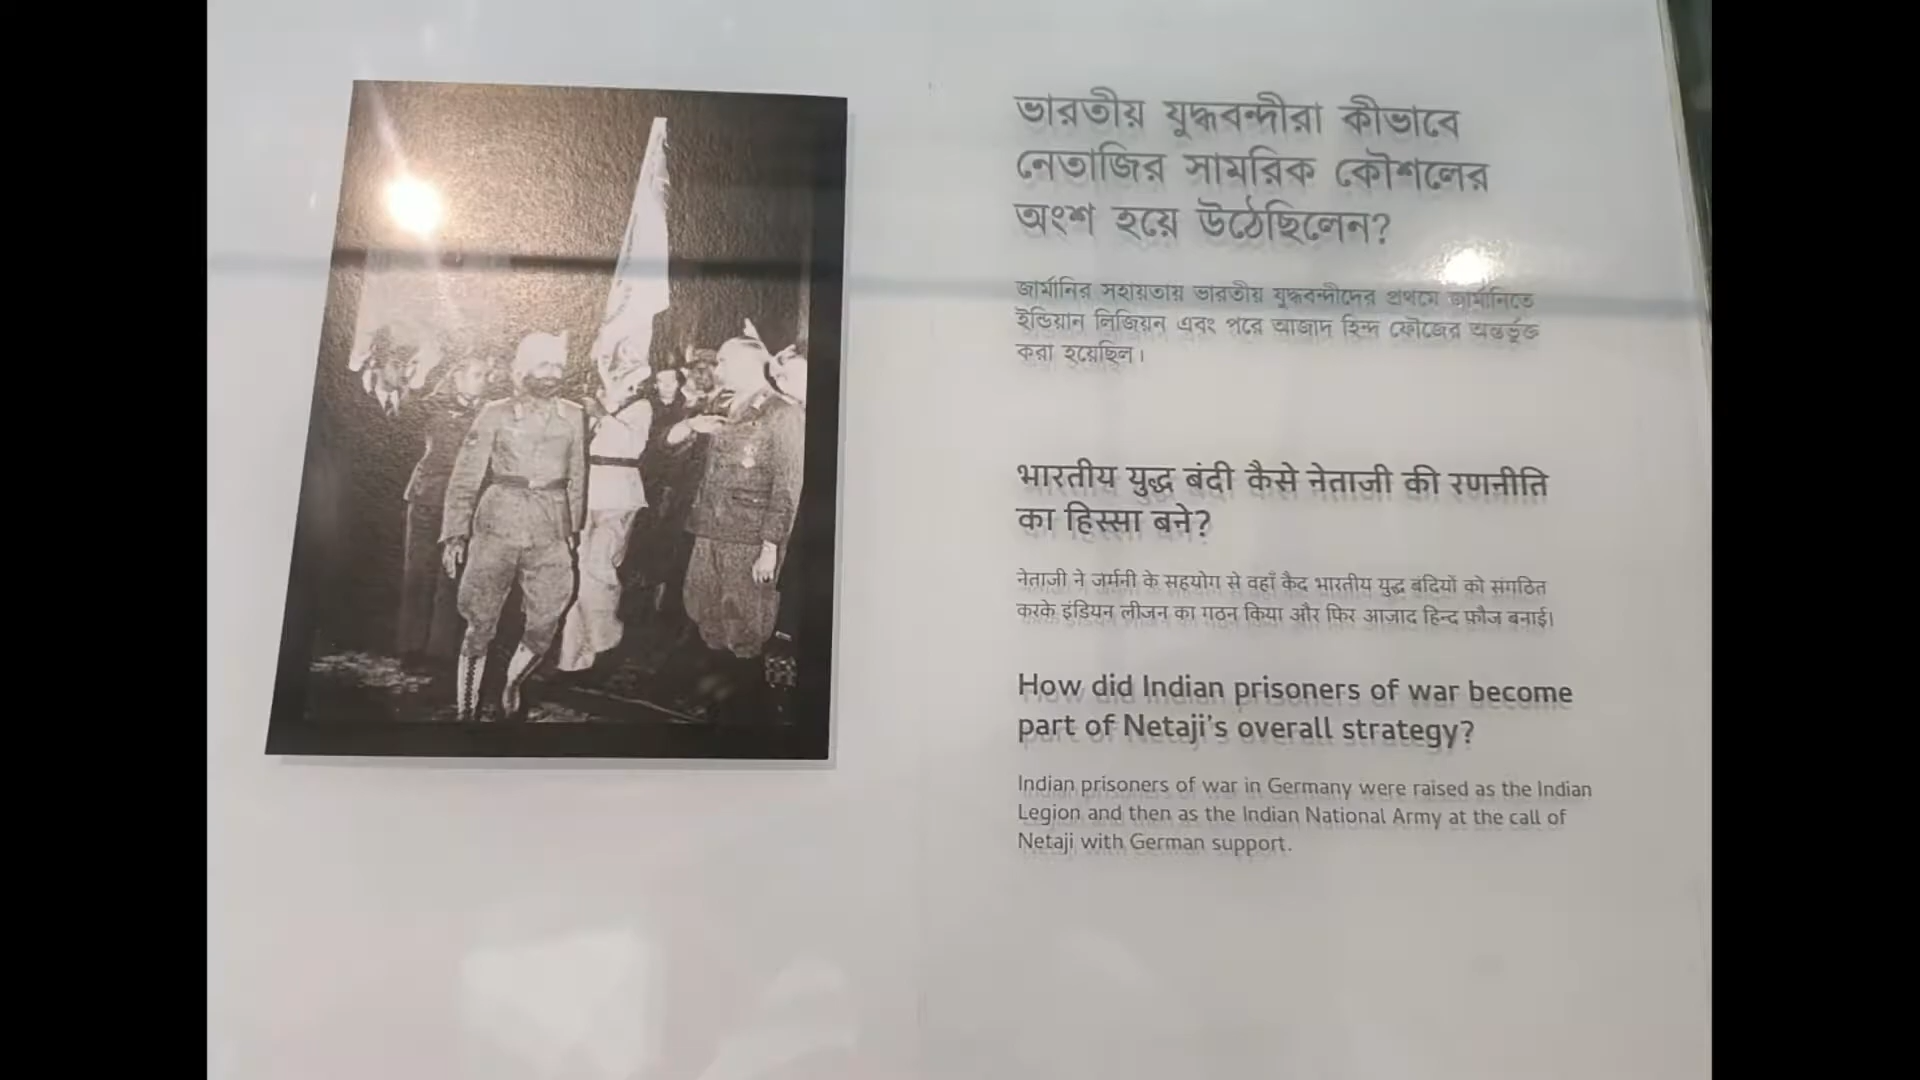 ভারতীয় যুদ্ধবন্দীরা কীভাবে
নেতাজির সামরিক কৌশলের
অংশ হয়ে উঠেছিলেন?
জার্মানির সহায়তায় ভারতীয় যুদ্ধবন্দীদের প্রথমে জার্মানিতে
ইন্ডিয়ান লিজিয়ন এবং পরে আজাদ হিন্দ ফৌজের অন্তর্ভুক্ত
করা হয়েছিল।
भारतीय युद्ध बंदी कैसे नेताजी की रणनीति
का हिस्सा बने?
नेताजी ने जर्मनी के सहयोग से वहाँ कैद भारतीय युद्ध बंदियों को संगठित
करके इंडियन लीजन का गठन किया और फिर आज़ाद हिन्द फ़ौज बनाई।
How did Indian prisoners of war become
part of Netaji's overall strategy?
Indian prisoners of war in Germany were raised as the Indian
Legion and then as the Indian National Army at the call of
Netaji with German support.